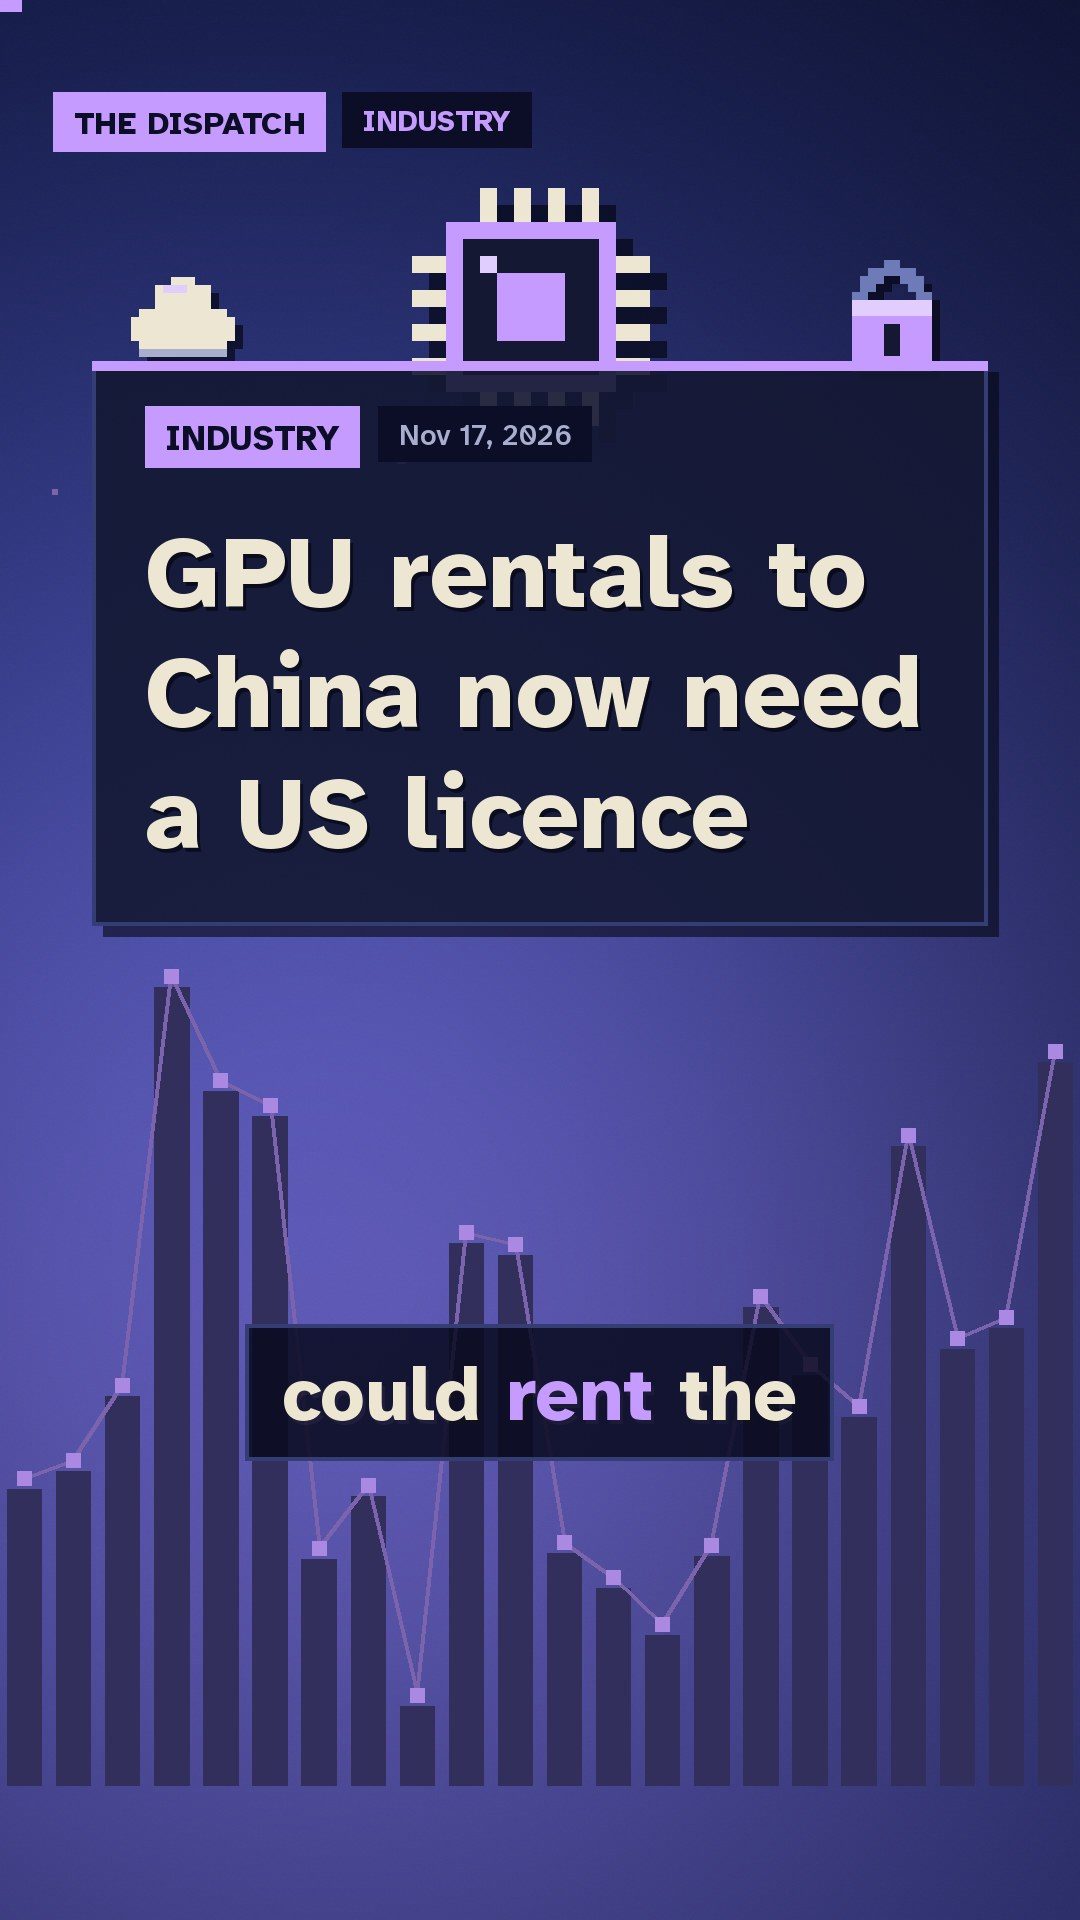 THE DISPATCH
INDUSTRY
INDUSTRY
Nov 17, 2026
GPU rentals to
China now need
a US licence
could rent the